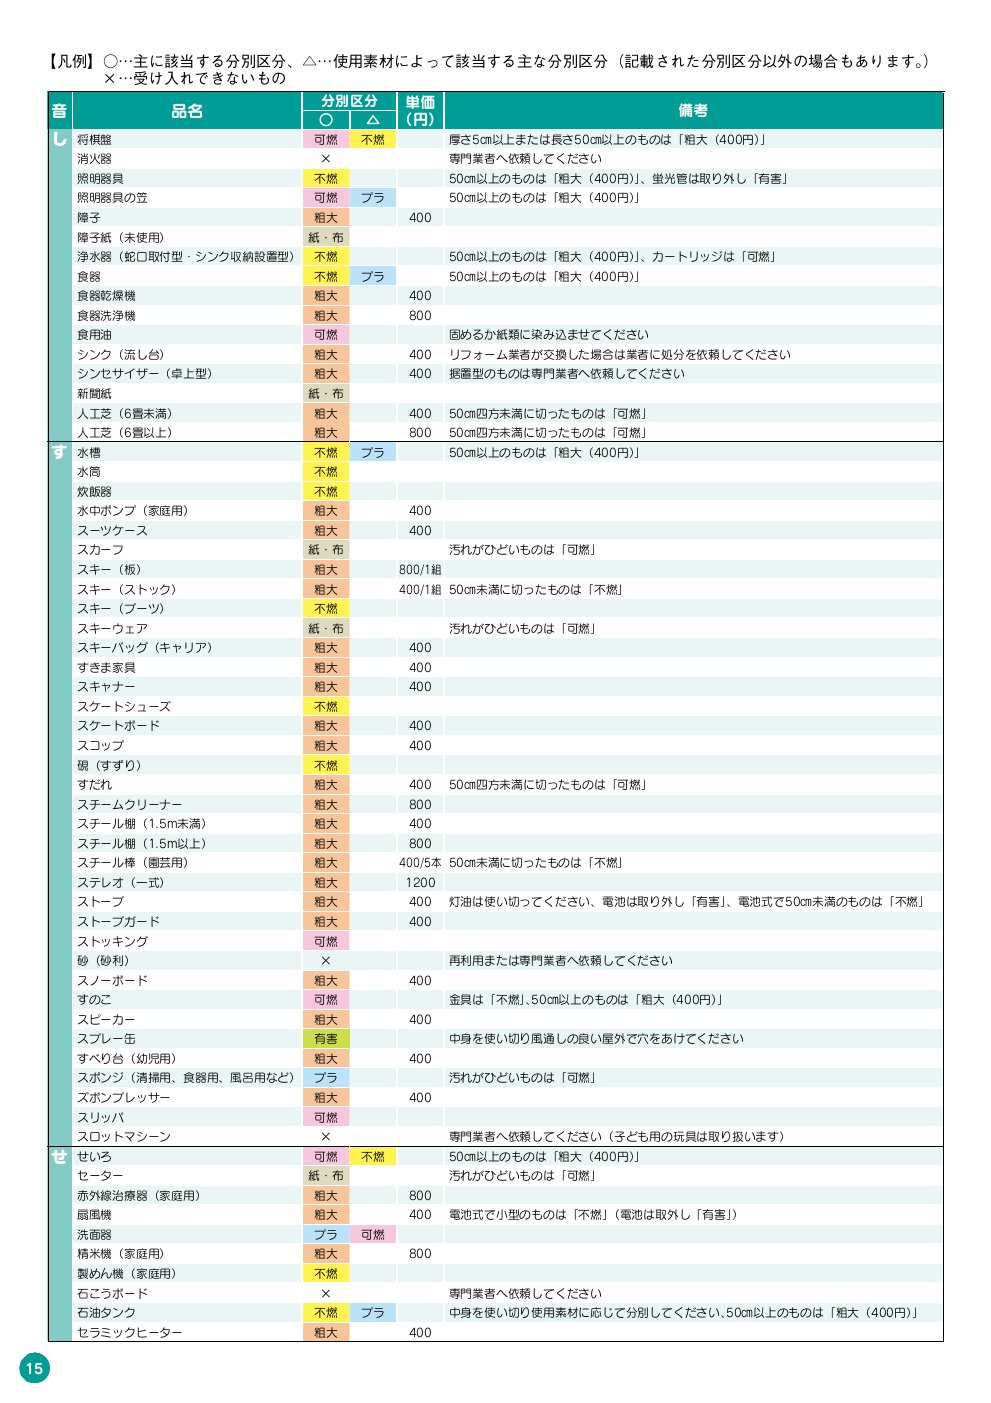 【凡例】○…主に該当する分別区分、△…使用素材によって該当する主な分別区分（記載された分別区分以外の場合もあります。）
×…受け入れできないもの
音 品名 分別区分 ○ △ 単価（円） 備考
し 将棋盤 可燃 不燃 厚さ5㎝以上または長さ50㎝以上のものは「粗大（400円）」
消火器 × 専門業者へ依頼してください
照明器具 不燃 50㎝以上のものは「粗大（400円）」、蛍光管は取り外し「有害」
照明器具の笠 可燃 プラ 50㎝以上のものは「粗大（400円）」
障子 粗大 400
障子紙（未使用） 紙・布
浄水器（蛇口取付型・シンク収納設置型） 不燃 50㎝以上のものは「粗大（400円）」、カートリッジは「可燃」
食器 不燃 プラ 50㎝以上のものは「粗大（400円）」
食器乾燥機 粗大 400
食器洗浄機 粗大 800
食用油 可燃 固めるか紙類に染み込ませてください
シンク（流し台） 粗大 400 リフォーム業者が交換した場合は業者に処分を依頼してください
シンセサイザー（卓上型） 粗大 400 据置型のものは専門業者へ依頼してください
新聞紙 紙・布
人工芝（6畳未満） 粗大 400 50㎝四方未満に切ったものは「可燃」
人工芝（6畳以上） 粗大 800 50㎝四方未満に切ったものは「可燃」
す 水槽 不燃 プラ 50㎝以上のものは「粗大（400円）」
水筒 不燃
炊飯器 不燃
水中ポンプ（家庭用） 粗大 400
スーツケース 粗大 400
スカーフ 紙・布 汚れがひどいものは「可燃」
スキー（板） 粗大 800/1組
スキー（ストック） 粗大 400/1組 50㎝未満に切ったものは「不燃」
スキー（ブーツ） 不燃
スキーウェア 紙・布 汚れがひどいものは「可燃」
スキーバッグ（キャリア） 粗大 400
すきま家具 粗大 400
スキャナー 粗大 400
スケートシューズ 不燃
スケートボード 粗大 400
スコップ 粗大 400
硯（すずり） 不燃
すだれ 粗大 400 50㎝四方未満に切ったものは「可燃」
スチームクリーナー 粗大 800
スチール棚（1.5m未満） 粗大 400
スチール棚（1.5m以上） 粗大 800
スチール棒（園芸用） 粗大 400/5本 50㎝未満に切ったものは「不燃」
ステレオ（一式） 粗大 1200
ストーブ 粗大 400 灯油は使い切ってください、電池は取り外し「有害」、電池式で50㎝未満のものは「不燃」
ストーブガード 粗大 400
ストッキング 可燃
砂（砂利） × 再利用または専門業者へ依頼してください
スノーボード 粗大 400
すのこ 可燃 金具は「不燃」、50㎝以上のものは「粗大（400円）」
スピーカー 粗大 400
スプレー缶 有害 中身を使い切り風通しの良い屋外で穴をあけてください
すべり台（幼児用） 粗大 400
スポンジ（清掃用、食器用、風呂用など） プラ 汚れがひどいものは「可燃」
ズボンプレッサー 粗大 400
スリッパ 可燃
スロットマシーン × 専門業者へ依頼してください（子ども用の玩具は取り扱います）
せ せいろ 可燃 不燃 50㎝以上のものは「粗大（400円）」
セーター 紙・布 汚れがひどいものは「可燃」
赤外線治療器（家庭用） 粗大 800
扇風機 粗大 400 電池式で小型のものは「不燃」（電池は取外し「有害」）
洗面器 プラ 可燃
精米機（家庭用） 粗大 800
製めん機（家庭用） 不燃
石こうボード × 専門業者へ依頼してください
石油タンク 不燃 プラ 中身を使い切り使用素材に応じて分別してください、50㎝以上のものは「粗大（400円）」
セラミックヒーター 粗大 400
15